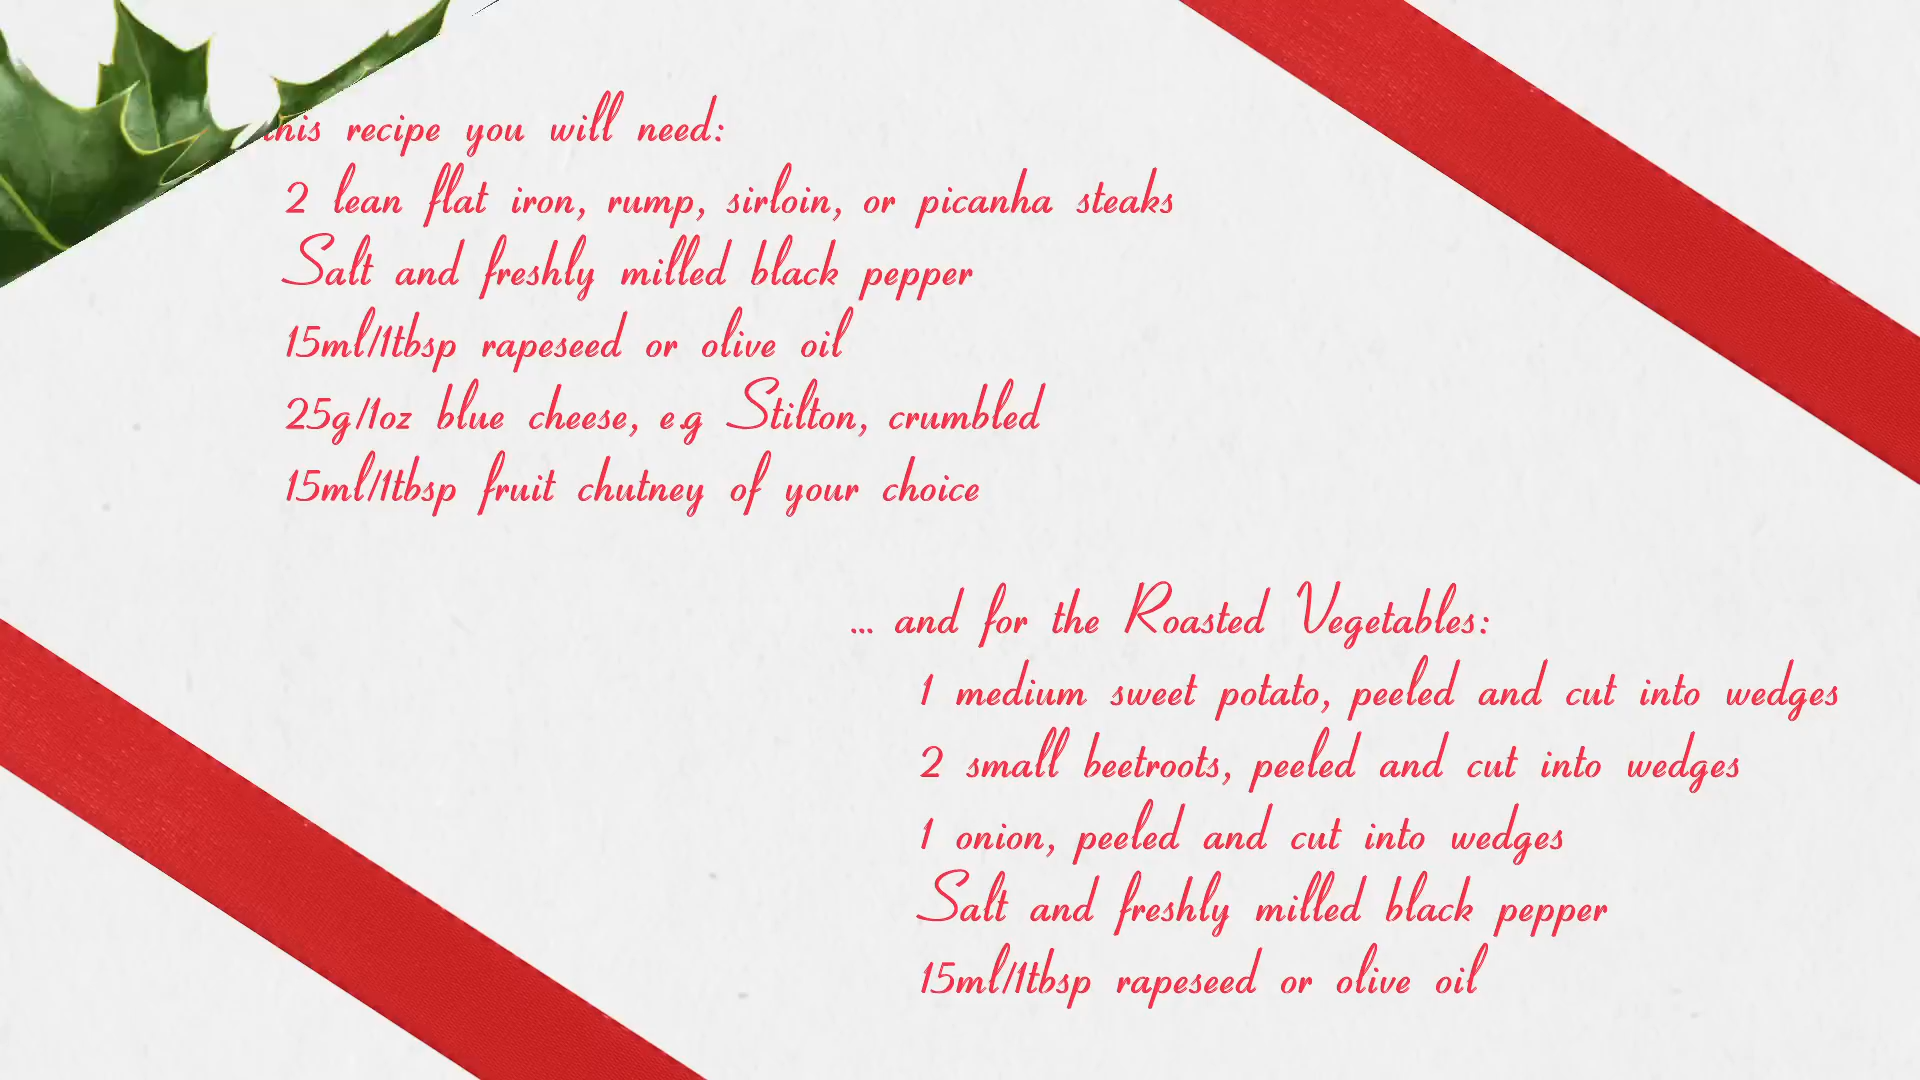 this recipe you will need:
2 lean flat iron, rump, sirloin, or picanha steaks
Salt and freshly milled black pepper
15ml/1tbsp rapeseed or olive oil
25g/1oz blue cheese, e.g Stilton, crumbled
15ml/1tbsp fruit chutney of your choice
... and for the Roasted Vegetables:
1 medium sweet potato, peeled and cut into wedges
2 small beetroots, peeled and cut into wedges
1 onion, peeled and cut into wedges
Salt and freshly milled black pepper
15ml/1tbsp rapeseed or olive oil